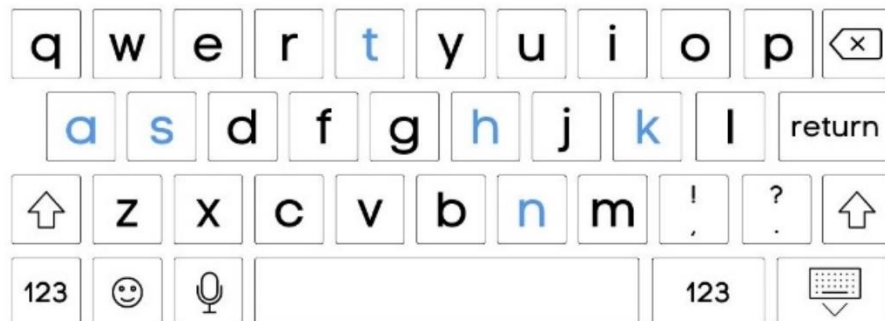 q w e r t y u i o p
a s d f g h j k l return
z x c v b n m ! , ? .
123 123